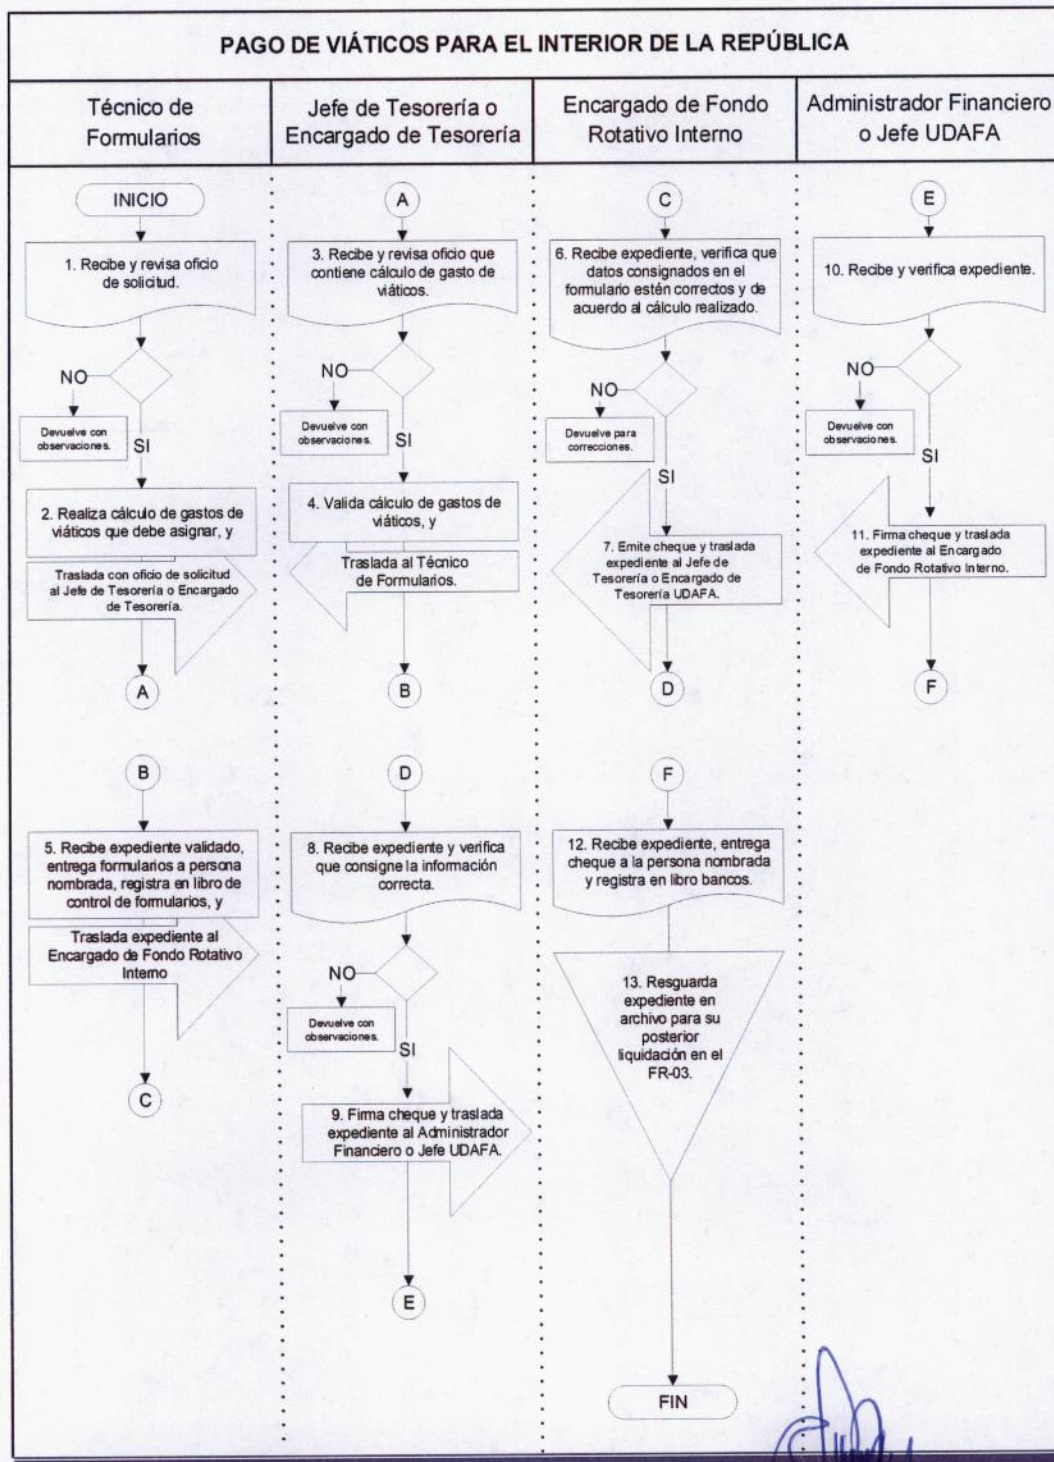 PAGO DE VIÁTICOS PARA EL INTERIOR DE LA REPÚBLICA
Técnico de
Formularios
Jefe de Tesorería o
Encargado de Tesorería
Encargado de Fondo
Rotativo Interno
Administrador Financiero
o Jefe UDAFA
INICIO
1. Recibe y revisa oficio
de solicitud.
NO
Devuelve con
observaciones.
SI
2. Realiza cálculo de gastos de
viáticos que debe asignar, y
Traslada con oficio de solicitud
al Jefe de Tesorería o Encargado
de Tesorería.
A
A
3. Recibe y revisa oficio que
contiene cálculo de gasto de
viáticos.
NO
Devuelve con
observaciones.
SI
4. Valida cálculo de gastos de
viáticos, y
Traslada al Técnico
de Formularios.
B
B
5. Recibe expediente validado,
entrega formularios a persona
nombrada, registra en libro de
control de formularios, y
Traslada expediente al
Encargado de Fondo Rotativo
Interno
C
C
6. Recibe expediente, verifica que
datos consignados en el
formulario estén correctos y de
acuerdo al cálculo realizado.
NO
Devuelve para
correcciones.
SI
7. Emite cheque y traslada
expediente al Jefe de
Tesorería o Encargado de
Tesorería UDAFA.
D
D
8. Recibe expediente y verifica
que consigne la información
correcta.
NO
Devuelve con
observaciones.
SI
9. Firma cheque y traslada
expediente al Administrador
Financiero o Jefe UDAFA.
E
E
10. Recibe y verifica expediente.
NO
Devuelve con
observaciones.
SI
11. Firma cheque y traslada
expediente al Encargado
de Fondo Rotativo Interno.
F
F
12. Recibe expediente, entrega
cheque a la persona nombrada
y registra en libro bancos.
13. Resguarda
expediente en
archivo para su
posterior
liquidación en el
FR-03.
FIN